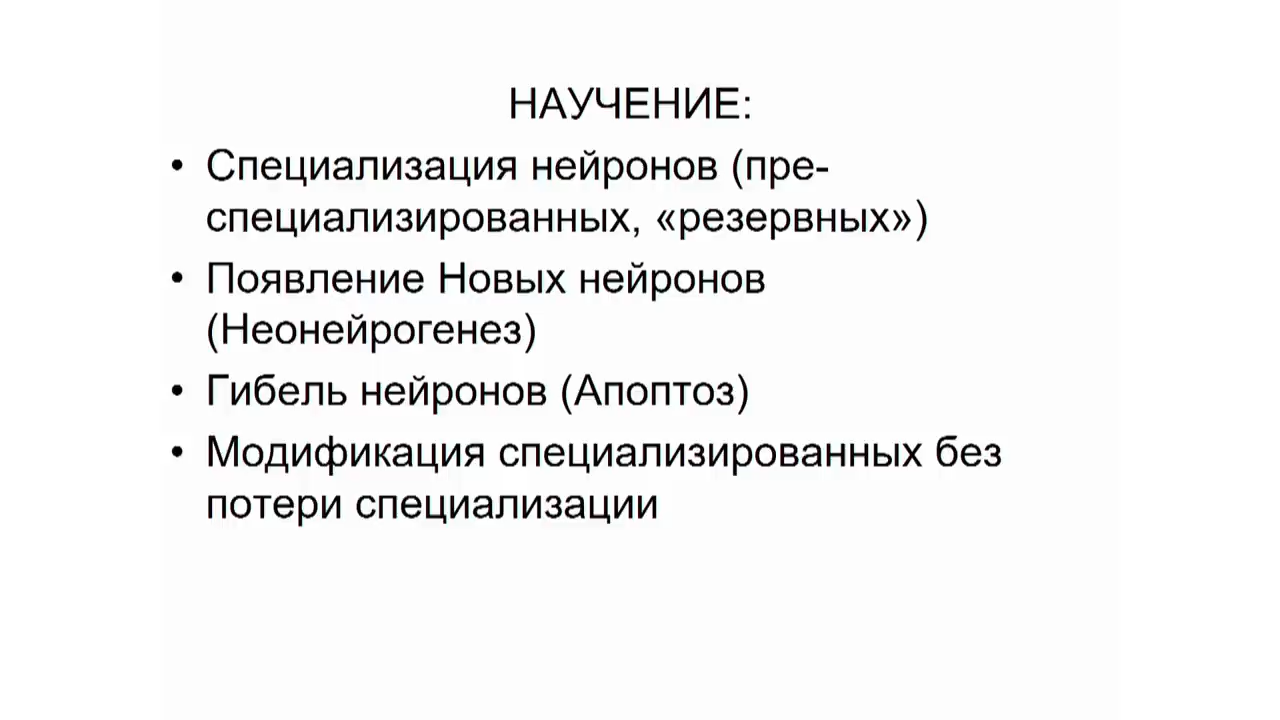 НАУЧЕНИЕ:
• Специализация нейронов (пре-
специализированных, «резервных»)
• Появление Новых нейронов
(Неонейрогенез)
• Гибель нейронов (Апоптоз)
• Модификация специализированных без
потери специализации